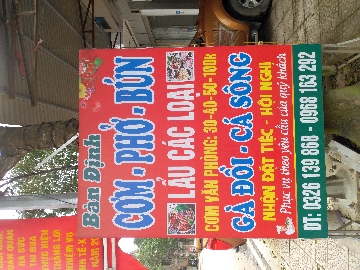 Bản Định
CƠM - PHỞ - BÚN
LẨU CÁC LOẠI
CƠM VĂN PHÒNG: 30-40-50-100k
GÀ ĐỒI - CÁ SÔNG
NHẬN ĐẶT TIỆC - HỘI NGHỊ
Phục vụ theo yêu cầu của quý khách
ĐT: 0326 139 868 - 0968 163 292